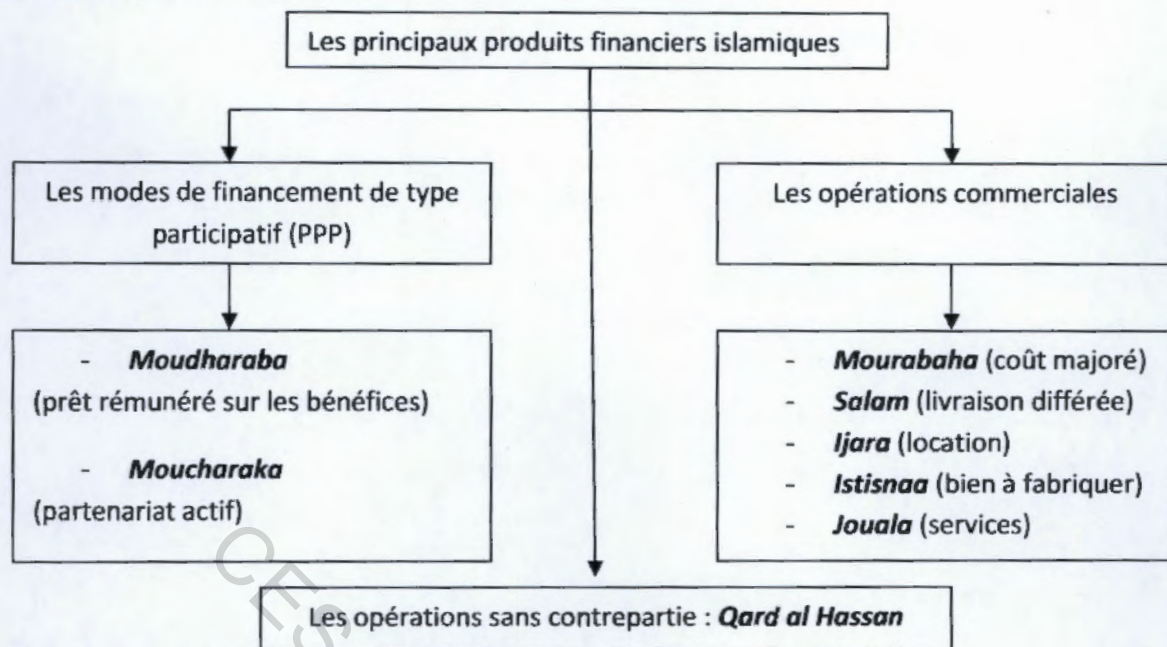 Les principaux produits financiers islamiques
Les modes de financement de type
participatif (PPP)
Les opérations commerciales
- Moudharaba
(prêt rémunéré sur les bénéfices)
- Moucharaka
(partenariat actif)
- Mourabaha (coût majoré)
- Salam (livraison différée)
- Ijara (location)
- Istisnaa (bien à fabriquer)
- Jouala (services)
CES
Les opérations sans contrepartie : Qard al Hassan